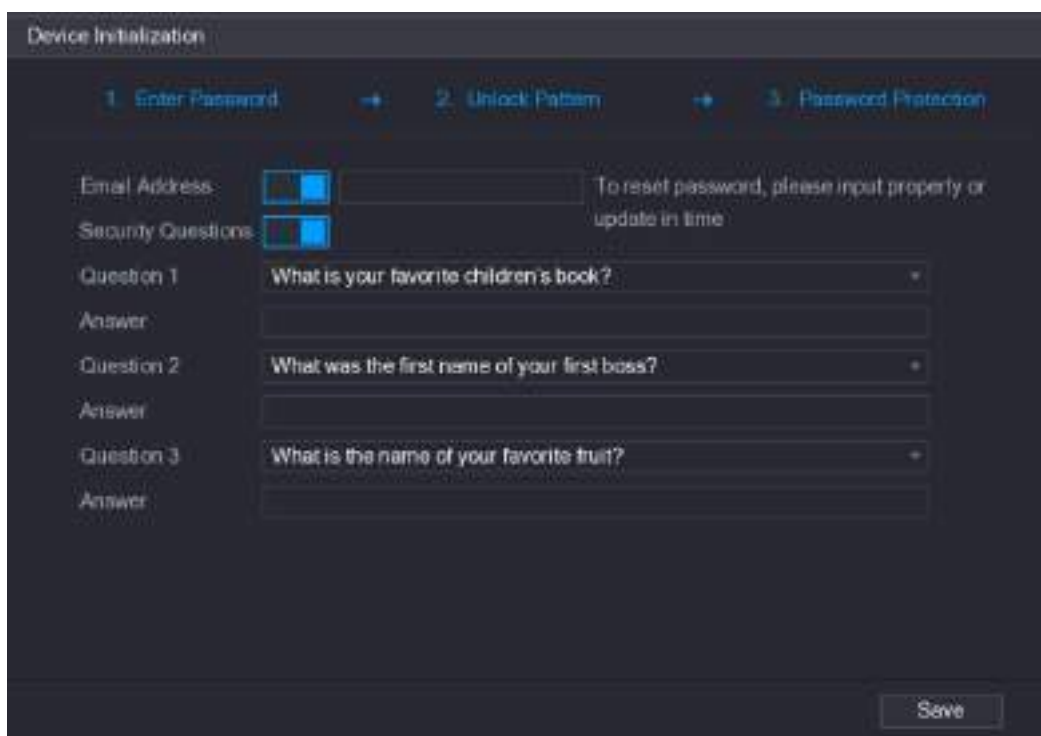 Device Initialization
1. Enter Password → 2. Unlock Pattern → 3. Password Protection
Email Address To reset password, please input properly or
update in time
Security Questions
Question 1 What is your favorite children's book?
Answer
Question 2 What was the first name of your first boss?
Answer
Question 3 What is the name of your favorite fruit?
Answer
Save